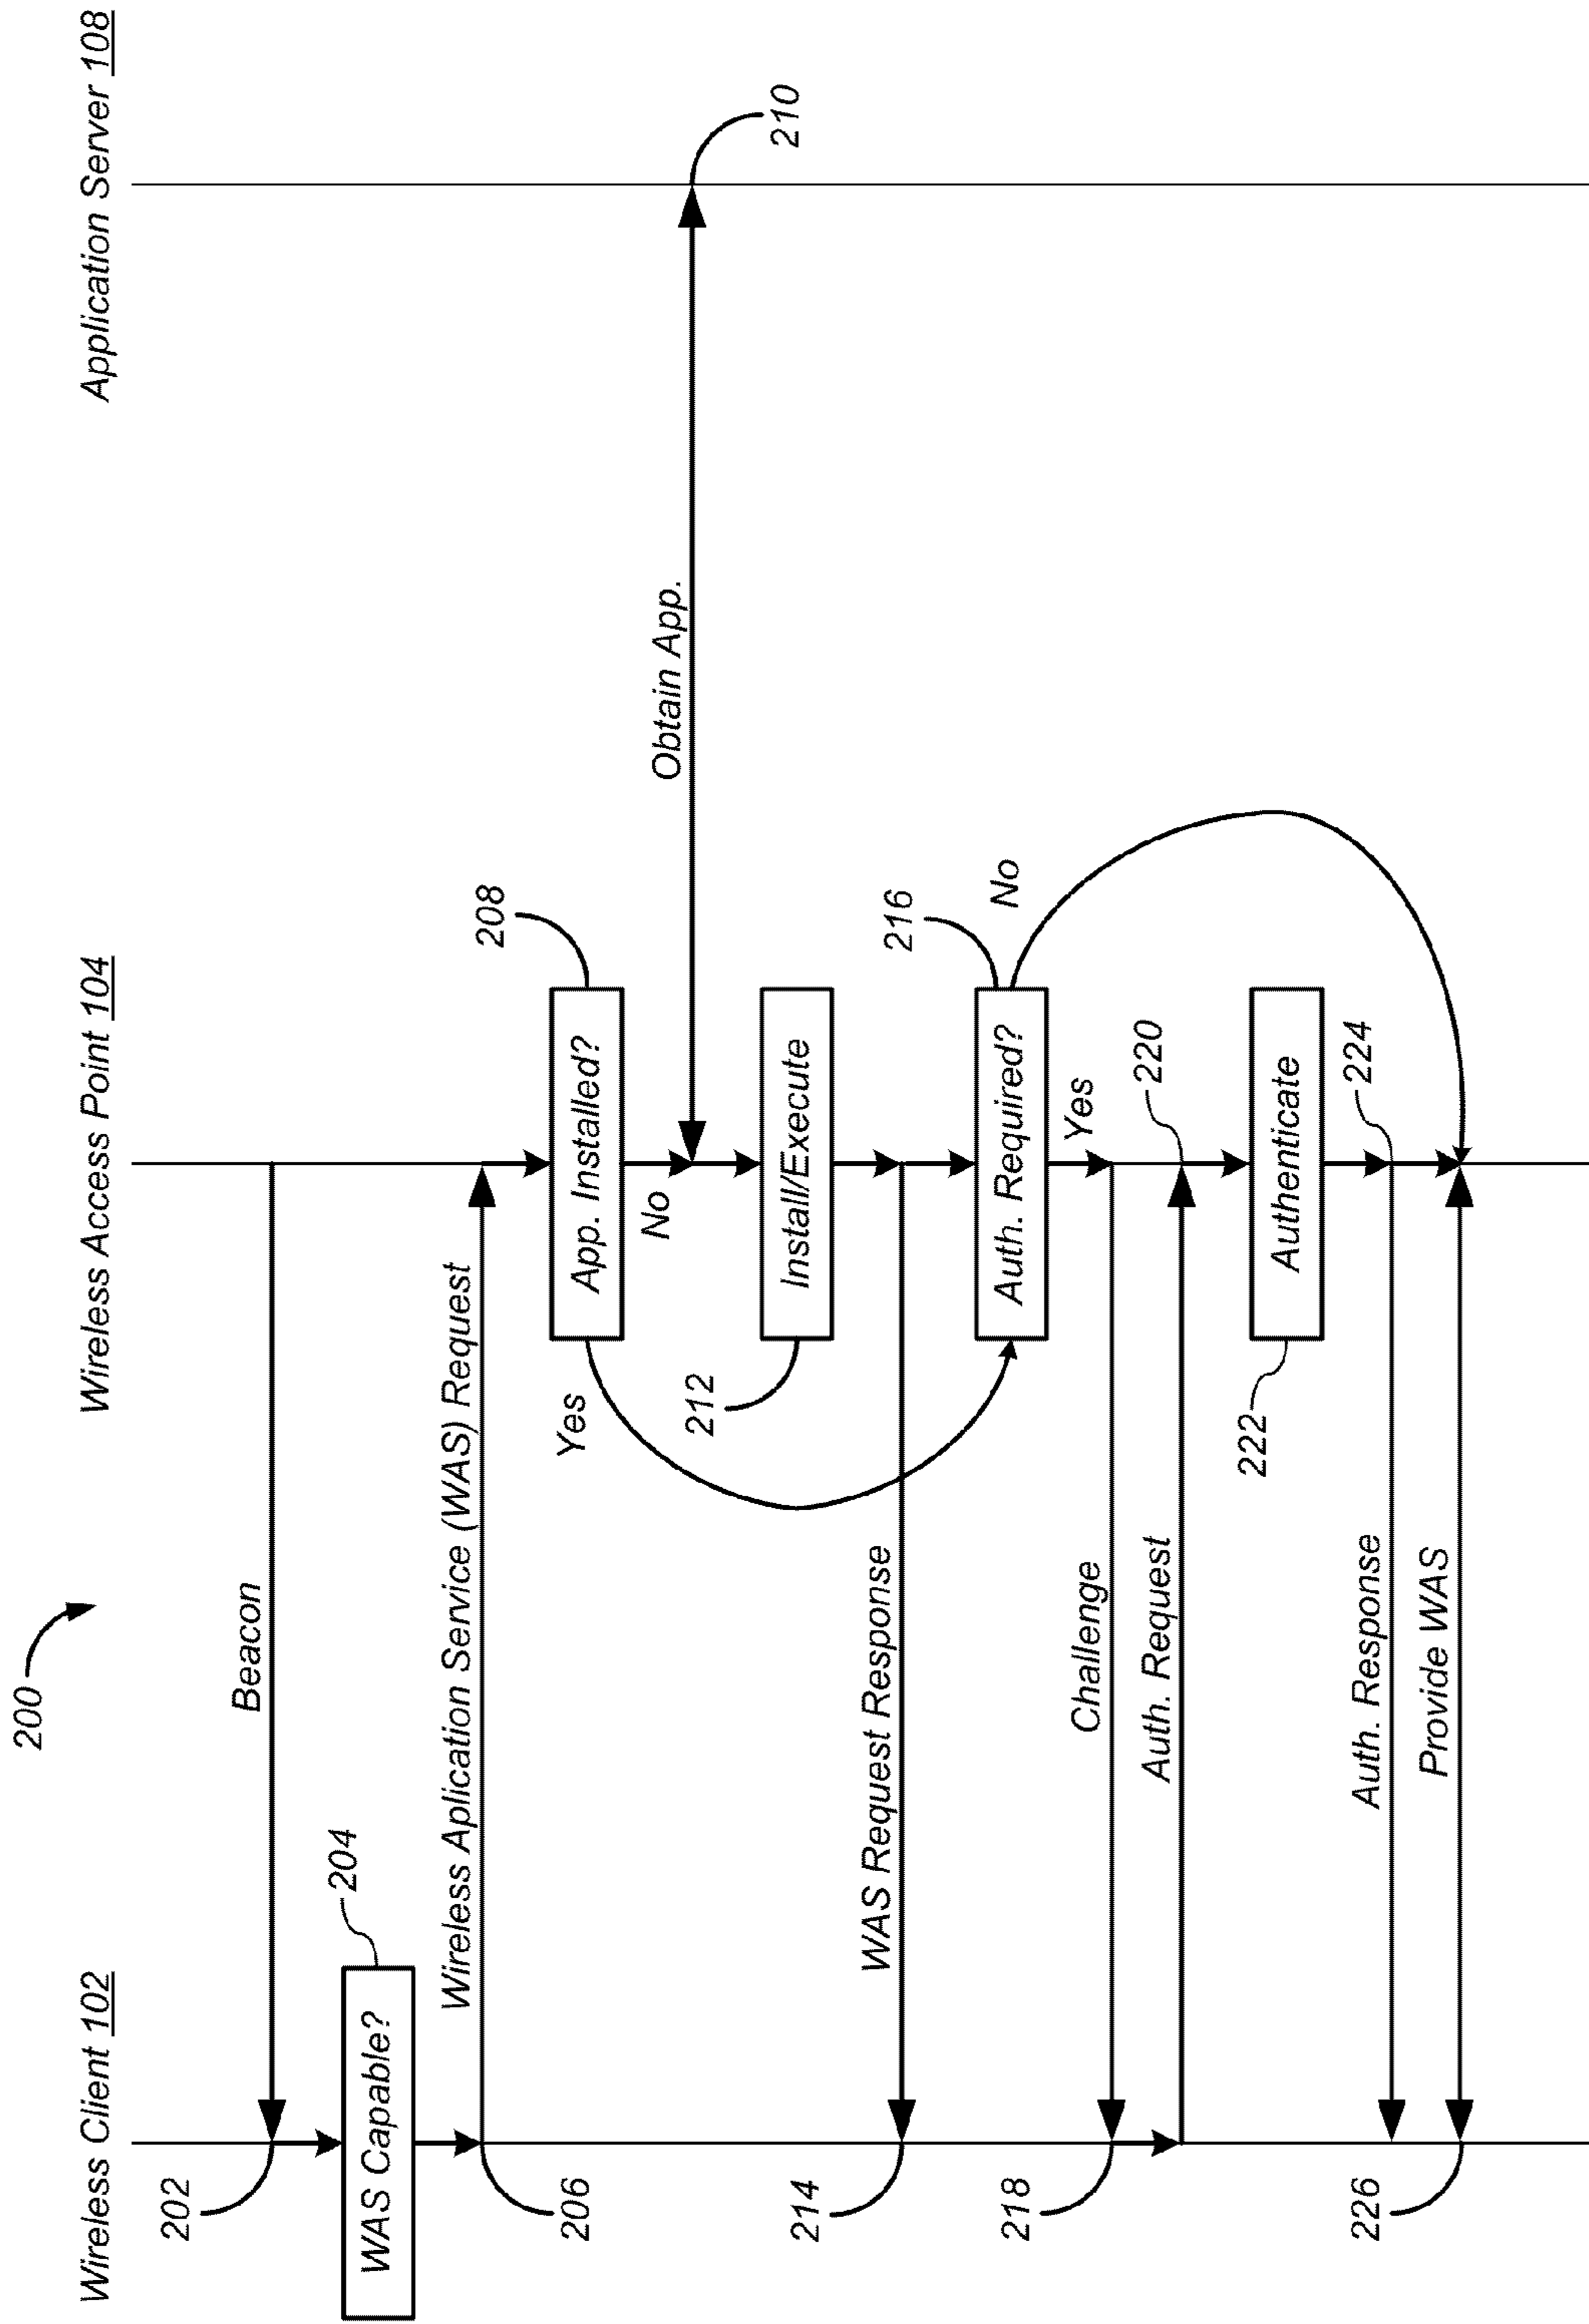 200
Wireless Client 102
Wireless Access Point 104
Application Server 108
202
Beacon
WAS Capable?
204
Wireless Aplication Service (WAS) Request
206
App. Installed?
208
Yes
No
Obtain App.
210
212
Install/Execute
214
WAS Request Response
Auth. Required?
216
No
Yes
218
Challenge
Auth. Request
220
222
Authenticate
224
Auth. Response
226
Provide WAS